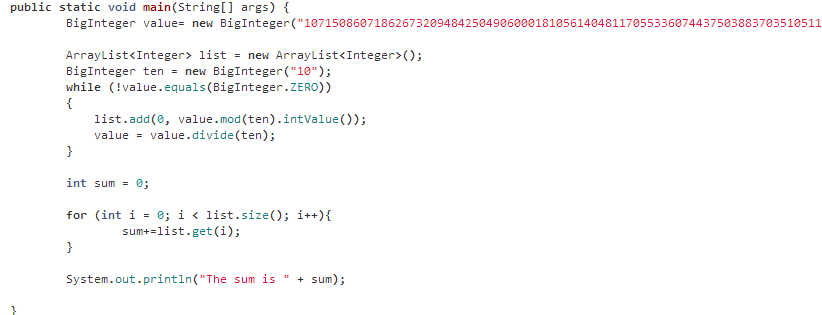 public static void main(String[] args) {
BigInteger value= new BigInteger("10715086071862673209484250490600018105614048117055336074437503883703510511
ArrayList<Integer> list = new ArrayList<Integer>();
BigInteger ten = new BigInteger("10");
while (!value.equals(BigInteger.ZERO))
{
list.add(0, value.mod(ten).intValue());
value = value.divide(ten);
}
int sum = 0;
for (int i = 0; i < list.size(); i++){
sum+=list.get(i);
}
System.out.println("The sum is " + sum);
}